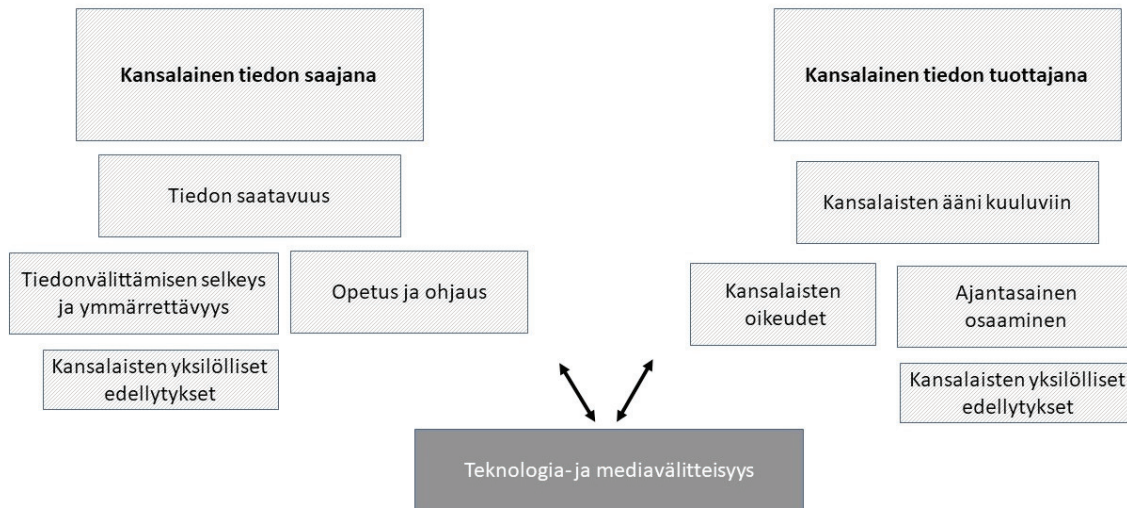 Kansalainen tiedon saajana
Tiedon saatavuus
Tiedonvälittämisen selkeys
ja ymmärrettävyys
Opetus ja ohjaus
Kansalaisten yksilölliset
edellytykset
Kansalainen tiedon tuottajana
Kansalaisten ääni kuuluviin
Kansalaisten
oikeudet
Ajantasainen
osaaminen
Kansalaisten yksilölliset
edellytykset
Teknologia- ja mediavälitteisyys